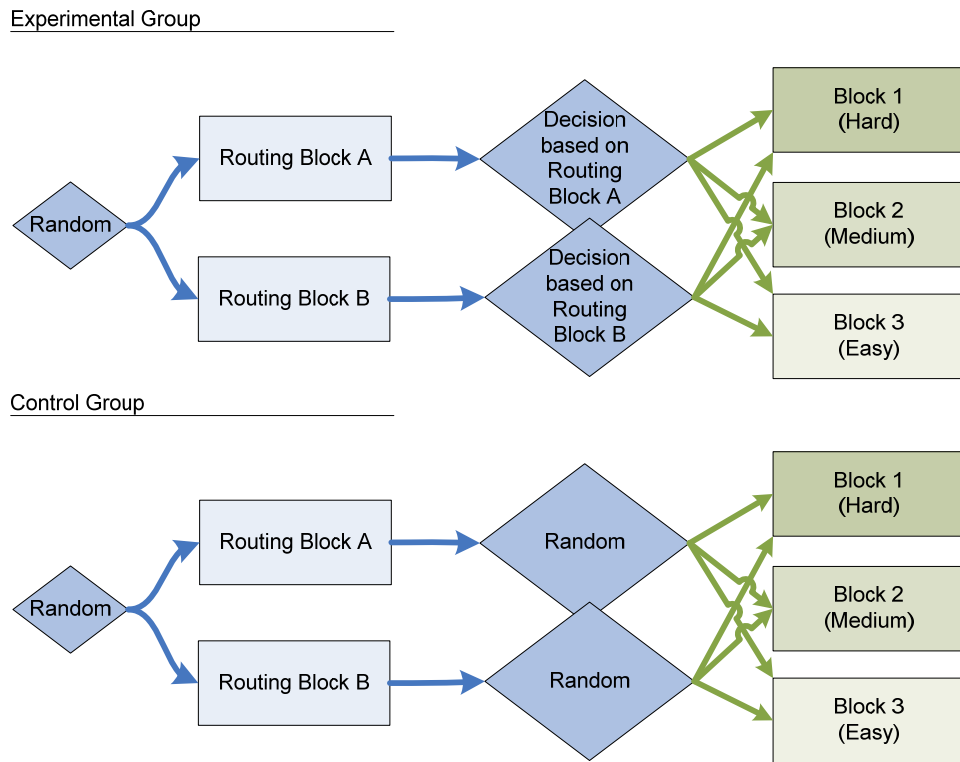 Experimental Group
Random
Routing Block A
Routing Block B
Decision
based on
Routing
Block A
Decision
based on
Routing
Block B
Block 1
(Hard)
Block 2
(Medium)
Block 3
(Easy)
Control Group
Random
Routing Block A
Routing Block B
Random
Random
Block 1
(Hard)
Block 2
(Medium)
Block 3
(Easy)